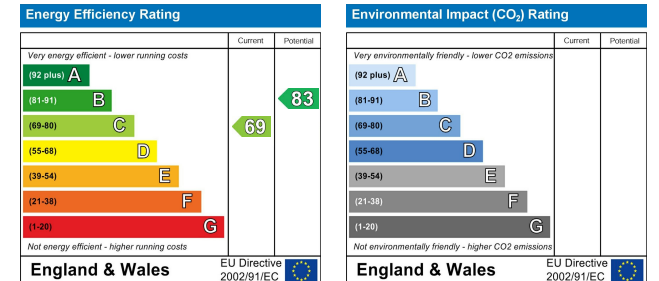 Energy Efficiency Rating
Current Potential
Very energy efficient - lower running costs
(92 plus) A
(81-91) B
83
(69-80) C
69
(55-68) D
(39-54) E
(21-38) F
(1-20) G
Not energy efficient - higher running costs
England & Wales
EU Directive
2002/91/EC
Environmental Impact (CO₂) Rating
Current Potential
Very environmentally friendly - lower CO2 emissions
(92 plus) A
(81-91) B
(69-80) C
(55-68) D
(39-54) E
(21-38) F
(1-20) G
Not environmentally friendly - higher CO2 emissions
England & Wales
EU Directive
2002/91/EC